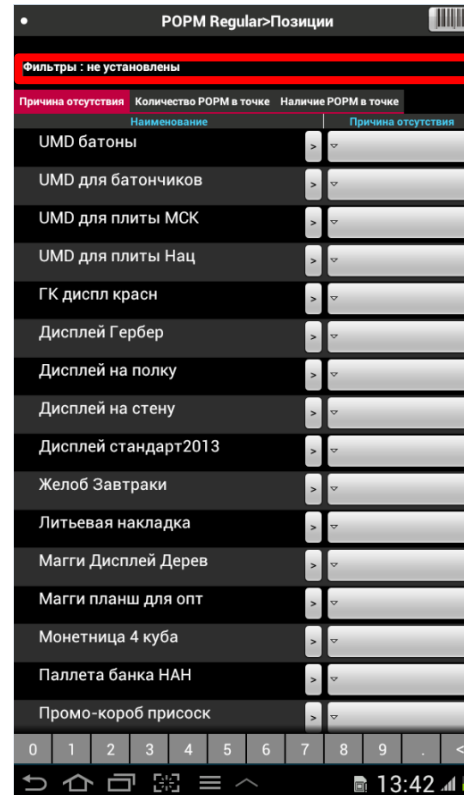 POPM Regular>Позиции
Фильтры : не установлены
Причина отсутствия Количество POPM в точке Наличие POPM в точке
Наименование Причина отсутствия
UMD батоны >
UMD для батончиков >
UMD для плиты МСК >
UMD для плиты Нац >
ГК диспл красн >
Дисплей Гербер >
Дисплей на полку >
Дисплей на стену >
Дисплей стандарт2013 >
Желоб Завтраки >
Литьевая накладка >
Магги Дисплей Дерев >
Магги планш для опт >
Монетница 4 куба >
Паллета банка НАН >
Промо-короб присоск >
0 1 2 3 4 5 6 7 8 9 . <
13:42